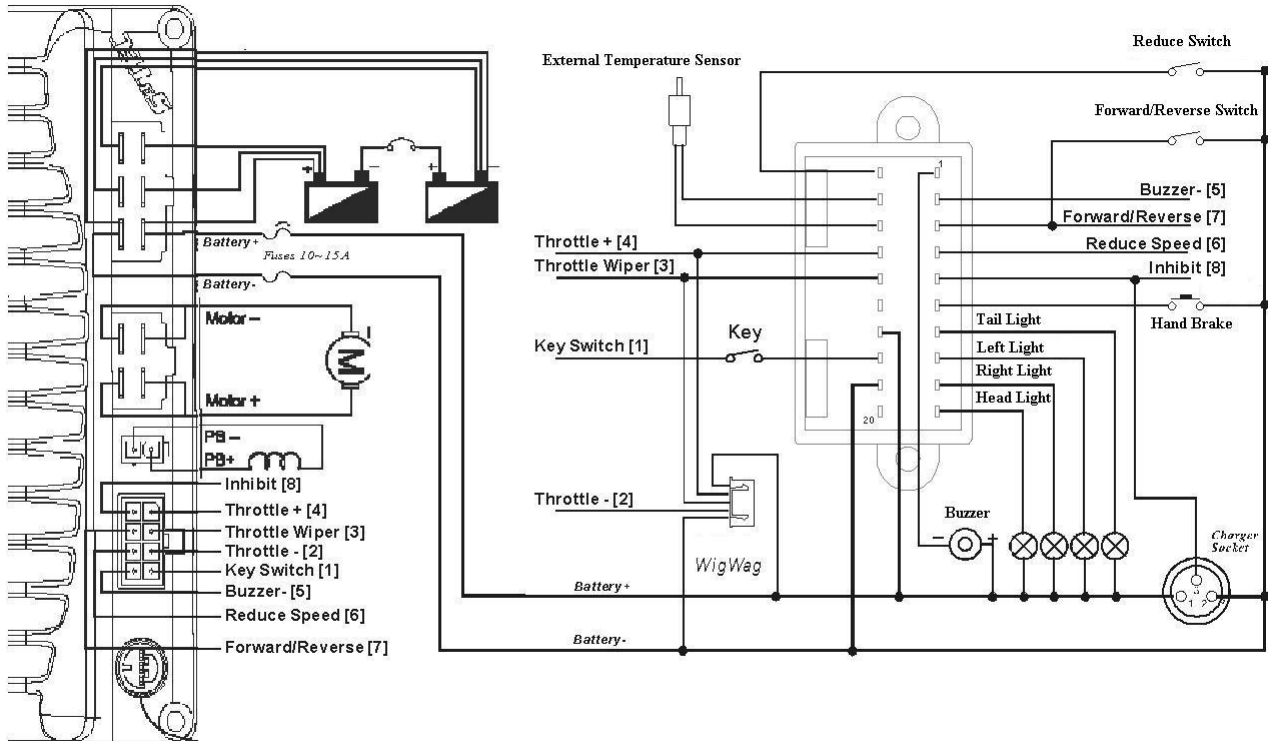 Reduce Switch
External Temperature Sensor
Forward/Reverse Switch
1
Buzzer- [5]
Forward/Reverse [7]
Throttle + [4]
Reduce Speed [6]
Throttle Wiper [3]
Inhibit [8]
+ − + −
Battery+
Fuses 10~15A
Battery-
Hand Brake
Motor −
Tail Light
Key
Key Switch [1]
Left Light
M
Right Light
Motor +
Head Light
20
PB −
PB+
Inhibit [8]
Throttle + [4]
Throttle - [2]
Throttle Wiper [3]
Throttle - [2]
Key Switch [1]
Buzzer- [5]
Reduce Speed [6]
Forward/Reverse [7]
Buzzer
− +
WigWag
Charger
Socket
3
1 2
Battery+
Battery-